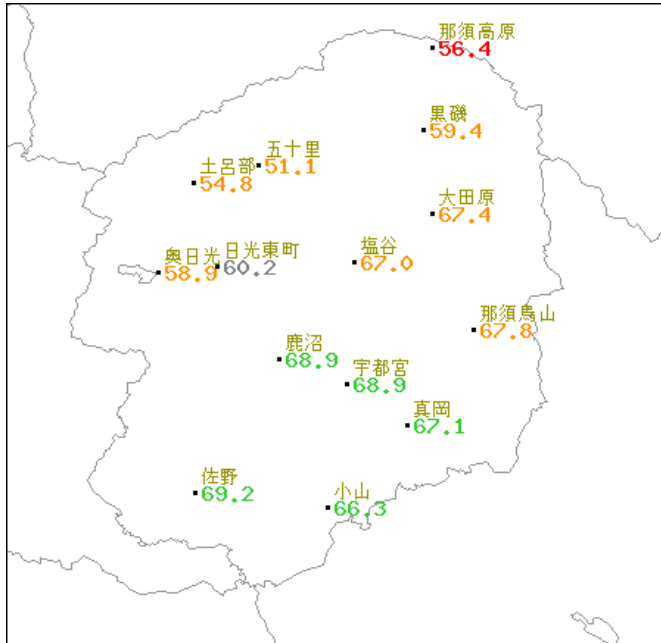 那須高原
56.4
黒磯
59.4
五十里
51.1
土呂部
54.8
大田原
67.4
奥日光
58.9
日光東町
60.2
塩谷
67.0
那須烏山
67.8
鹿沼
68.9
宇都宮
68.9
真岡
67.1
佐野
69.2
小山
66.3